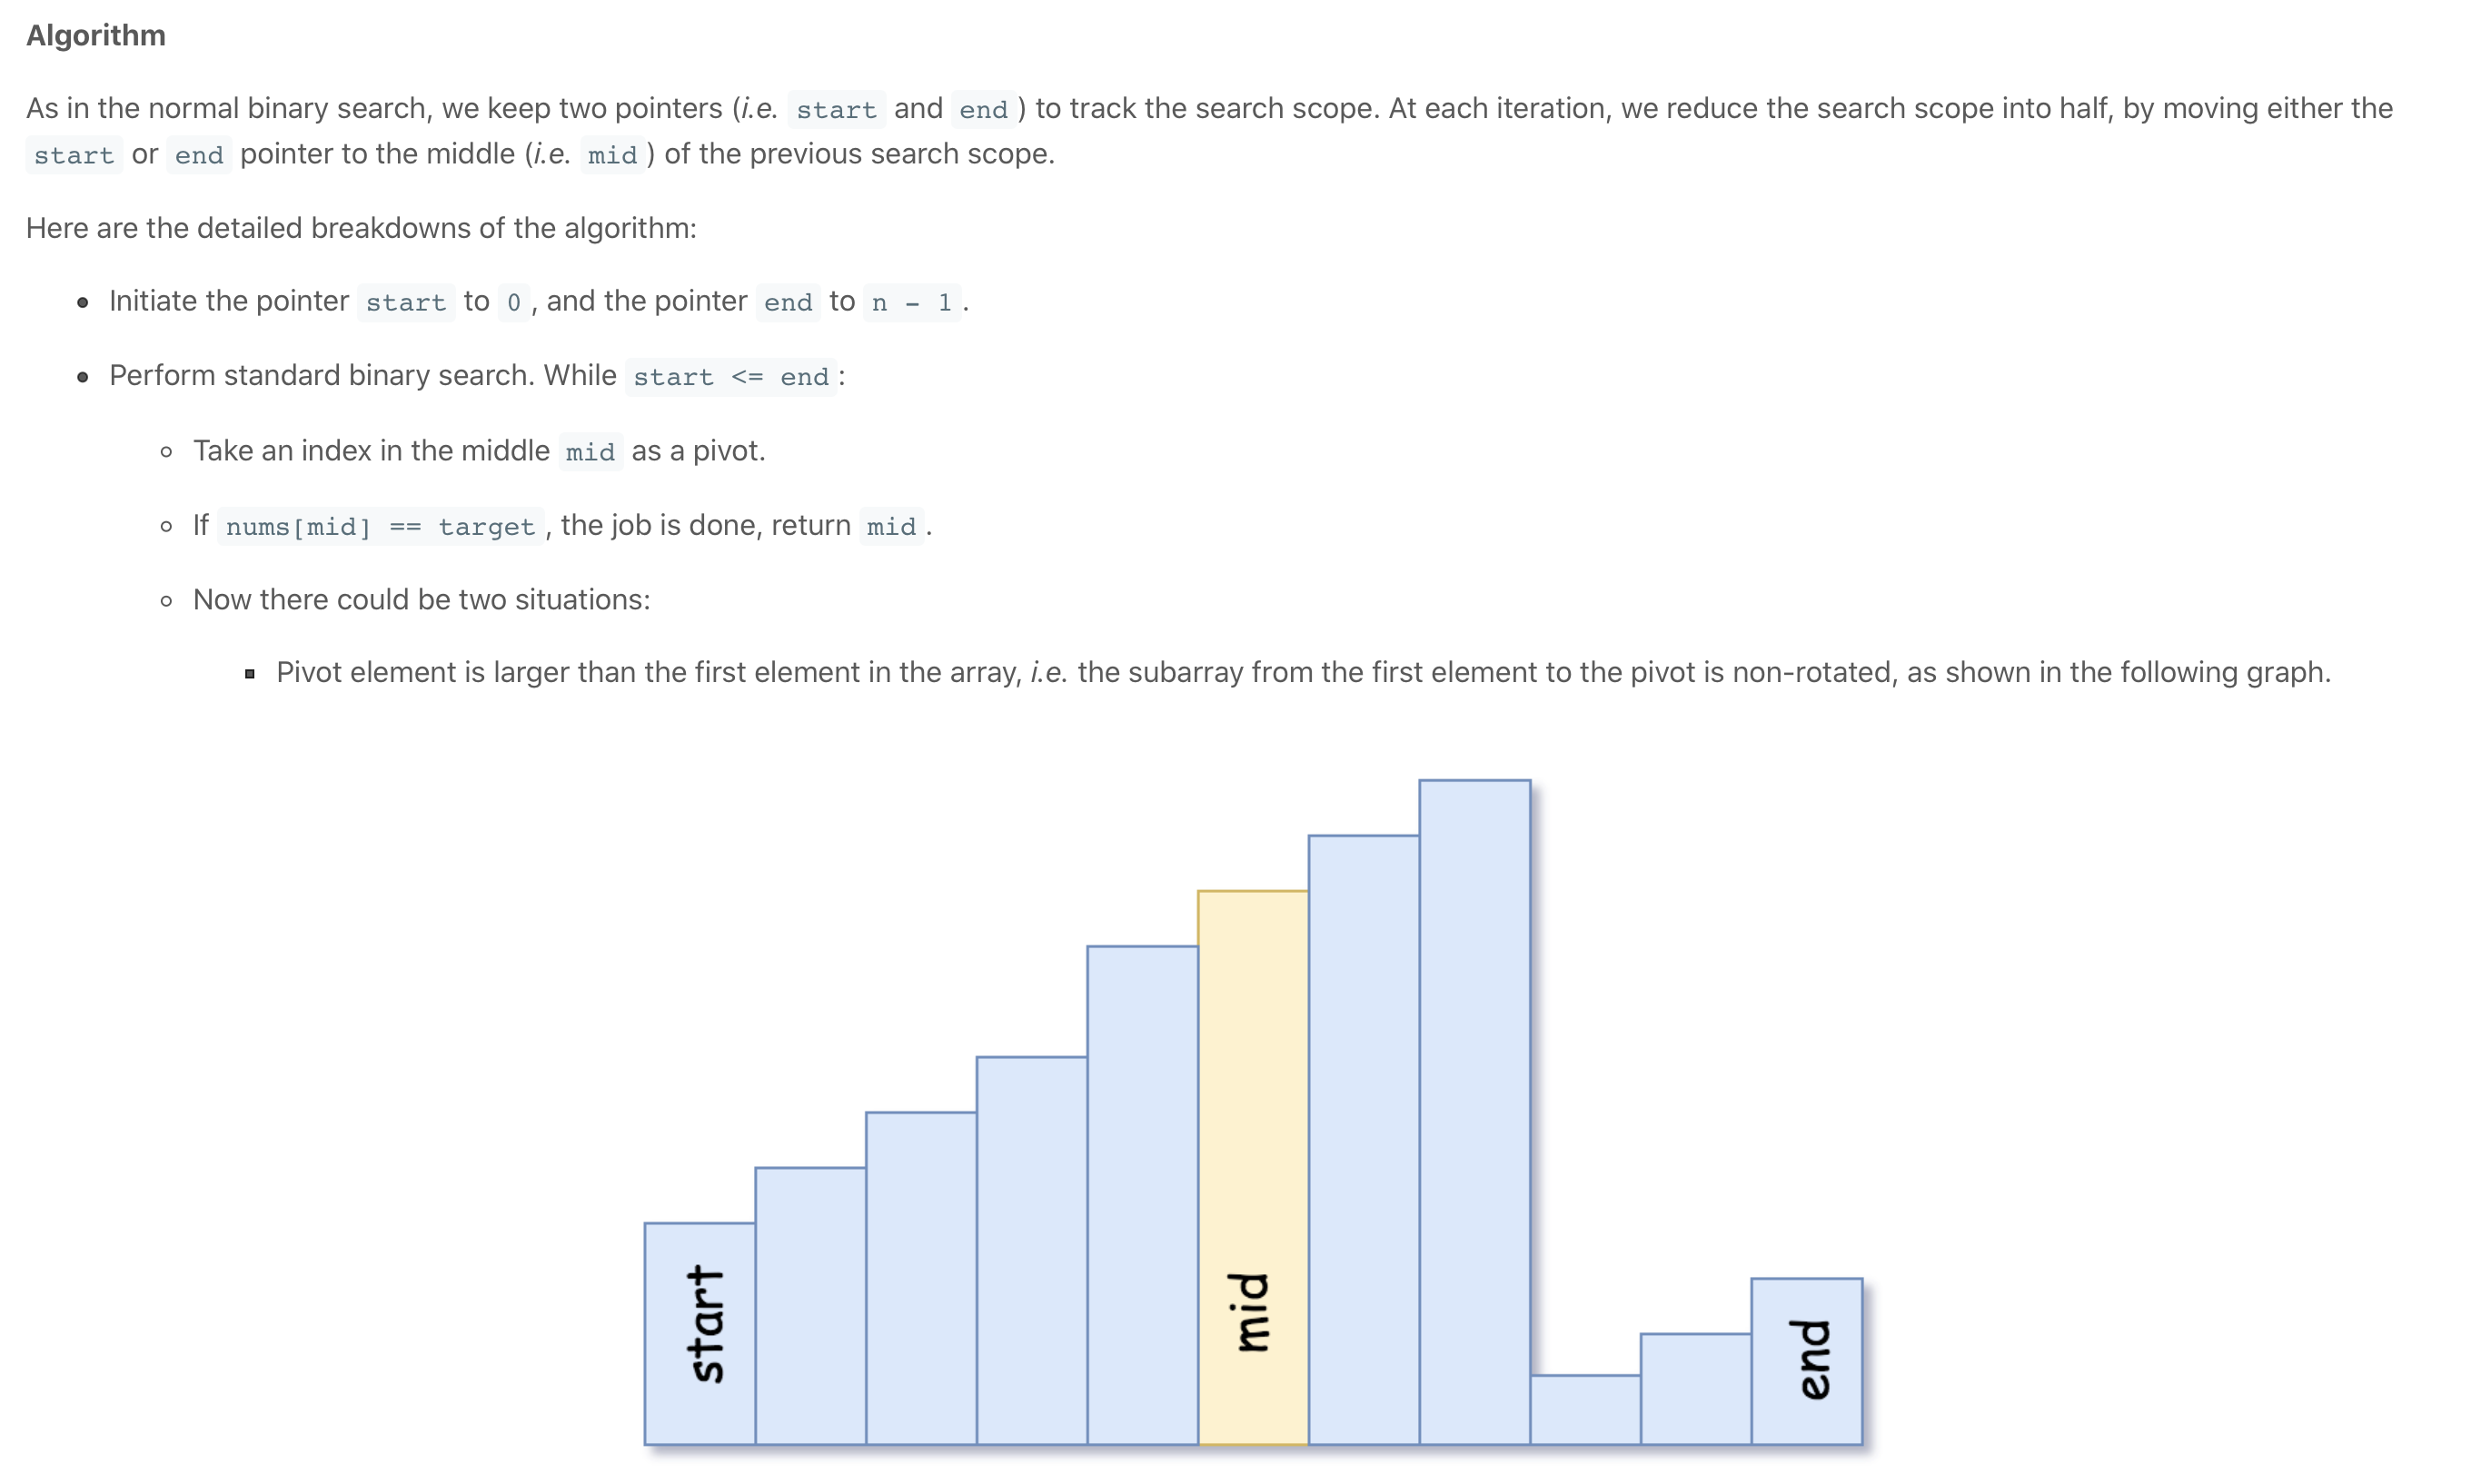 Algorithm
As in the normal binary search, we keep two pointers (i.e. start and end ) to track the search scope. At each iteration, we reduce the search scope into half, by moving either the
start or end pointer to the middle (i.e. mid ) of the previous search scope.
Here are the detailed breakdowns of the algorithm:
Initiate the pointer start to 0 , and the pointer end to n - 1 .
Perform standard binary search. While start <= end :
Take an index in the middle mid as a pivot.
If nums[mid] == target , the job is done, return mid .
Now there could be two situations:
Pivot element is larger than the first element in the array, i.e. the subarray from the first element to the pivot is non-rotated, as shown in the following graph.
start
mid
end